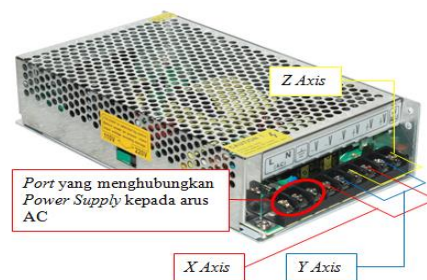 Z Axis
L N
Port yang menghubungkan
Power Supply kepada arus
AC
X Axis
Y Axis